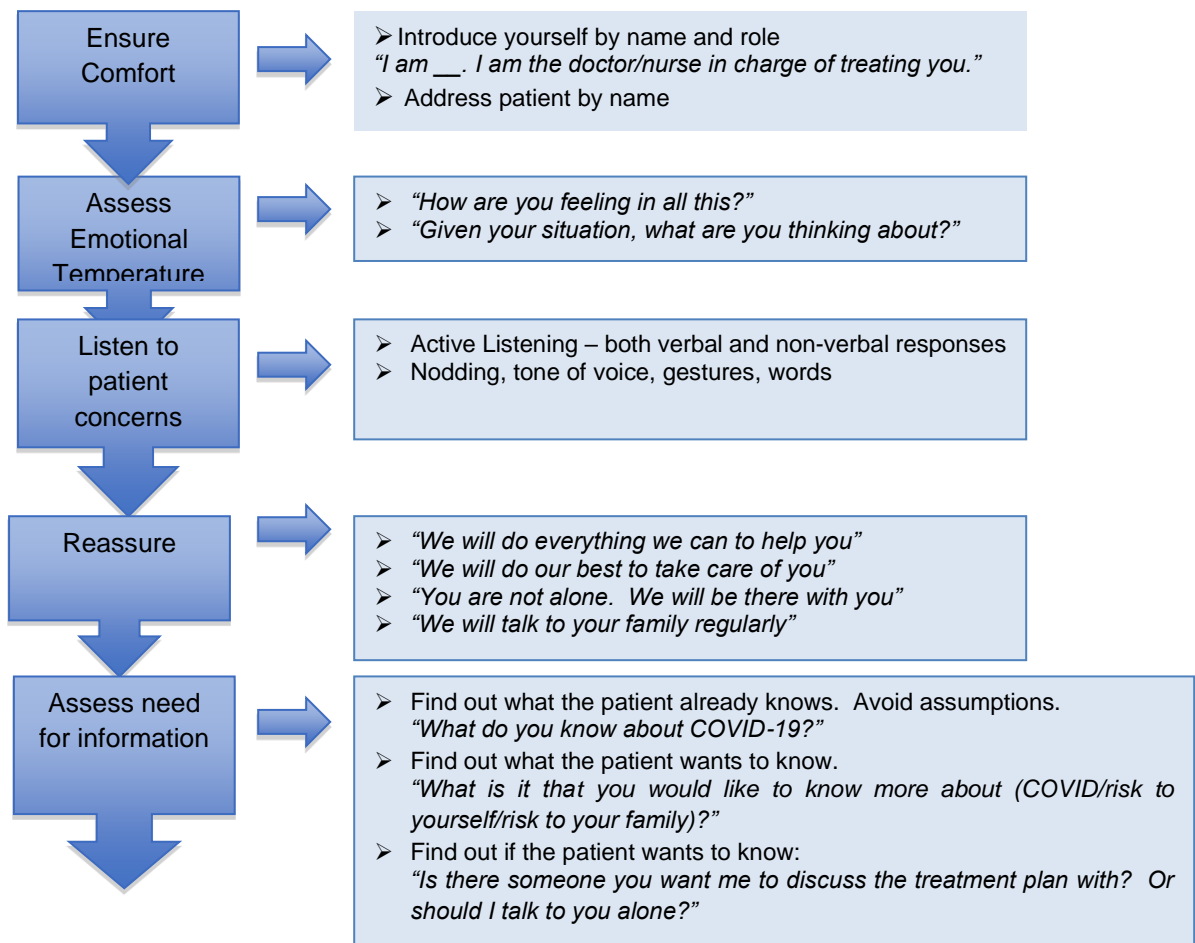 Ensure
Comfort
➢ Introduce yourself by name and role
“I am __. I am the doctor/nurse in charge of treating you.”
➢ Address patient by name
Assess
Emotional
Temperature
➢ “How are you feeling in all this?”
➢ “Given your situation, what are you thinking about?”
Listen to
patient
concerns
➢ Active Listening – both verbal and non-verbal responses
➢ Nodding, tone of voice, gestures, words
Reassure
➢ “We will do everything we can to help you”
➢ “We will do our best to take care of you”
➢ “You are not alone. We will be there with you”
➢ “We will talk to your family regularly”
Assess need
for information
➢ Find out what the patient already knows. Avoid assumptions.
“What do you know about COVID-19?”
➢ Find out what the patient wants to know.
“What is it that you would like to know more about (COVID/risk to
yourself/risk to your family)?”
➢ Find out if the patient wants to know:
“Is there someone you want me to discuss the treatment plan with? Or
should I talk to you alone?”